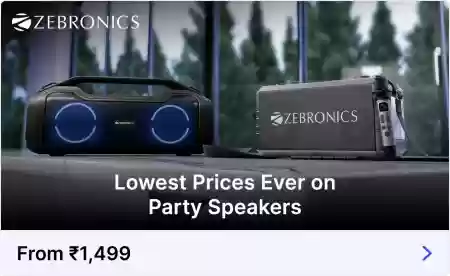 ZEBRONICS
ZEBRONICS
Lowest Prices Ever on
Party Speakers
From ₹1,499